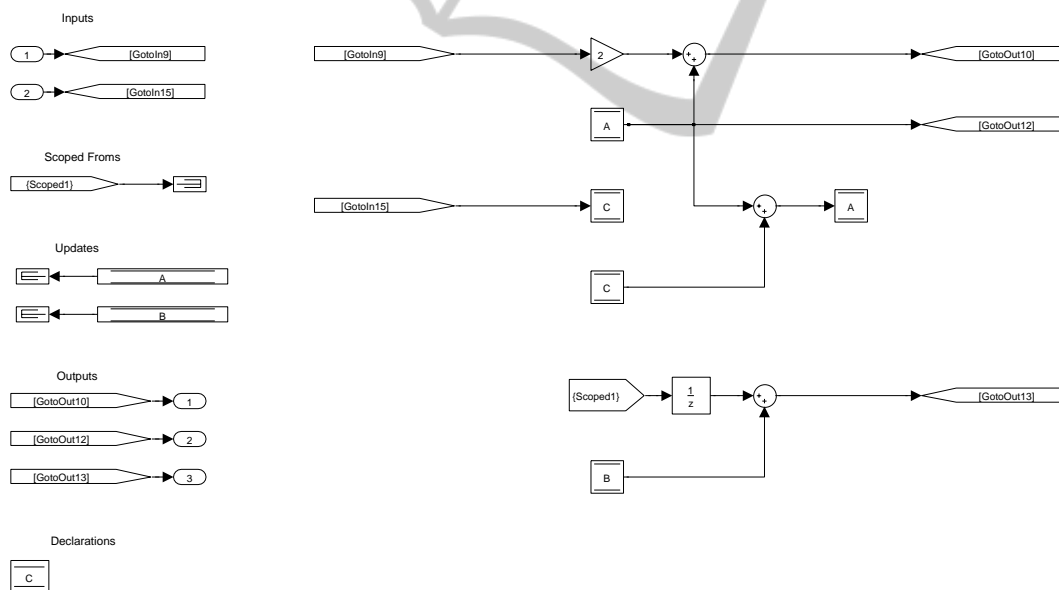 Inputs
1
[GotoIn9]
2
[GotoIn15]
Scoped Froms
{Scoped1}
Updates
A
B
Outputs
[GotoOut10]
1
[GotoOut12]
2
[GotoOut13]
3
Declarations
C
[GotoIn9]
2
+
+
[GotoOut10]
A
[GotoOut12]
[GotoIn15]
C
+
+
A
C
{Scoped1}
1
z
+
+
[GotoOut13]
B